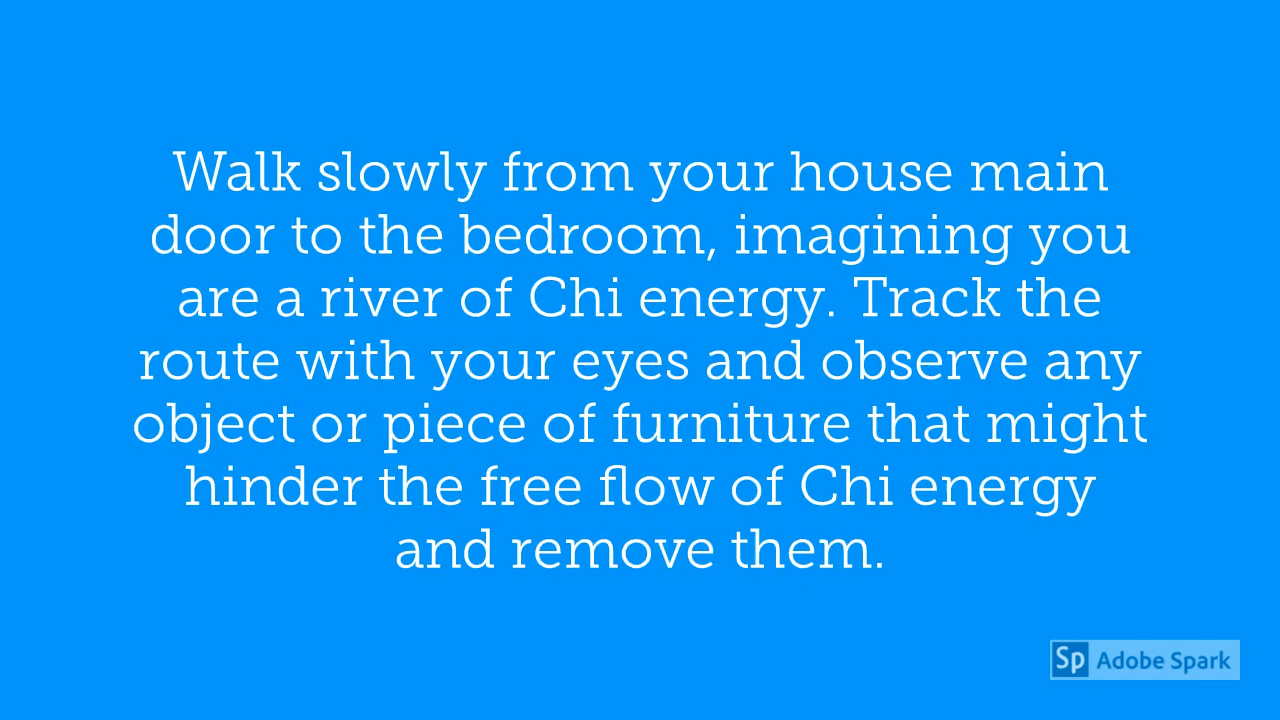 Walk slowly from your house main
door to the bedroom, imagining you
are a river of Chi energy. Track the
route with your eyes and observe any
object or piece of furniture that might
hinder the free flow of Chi energy
and remove them.
Sp Adobe Spark